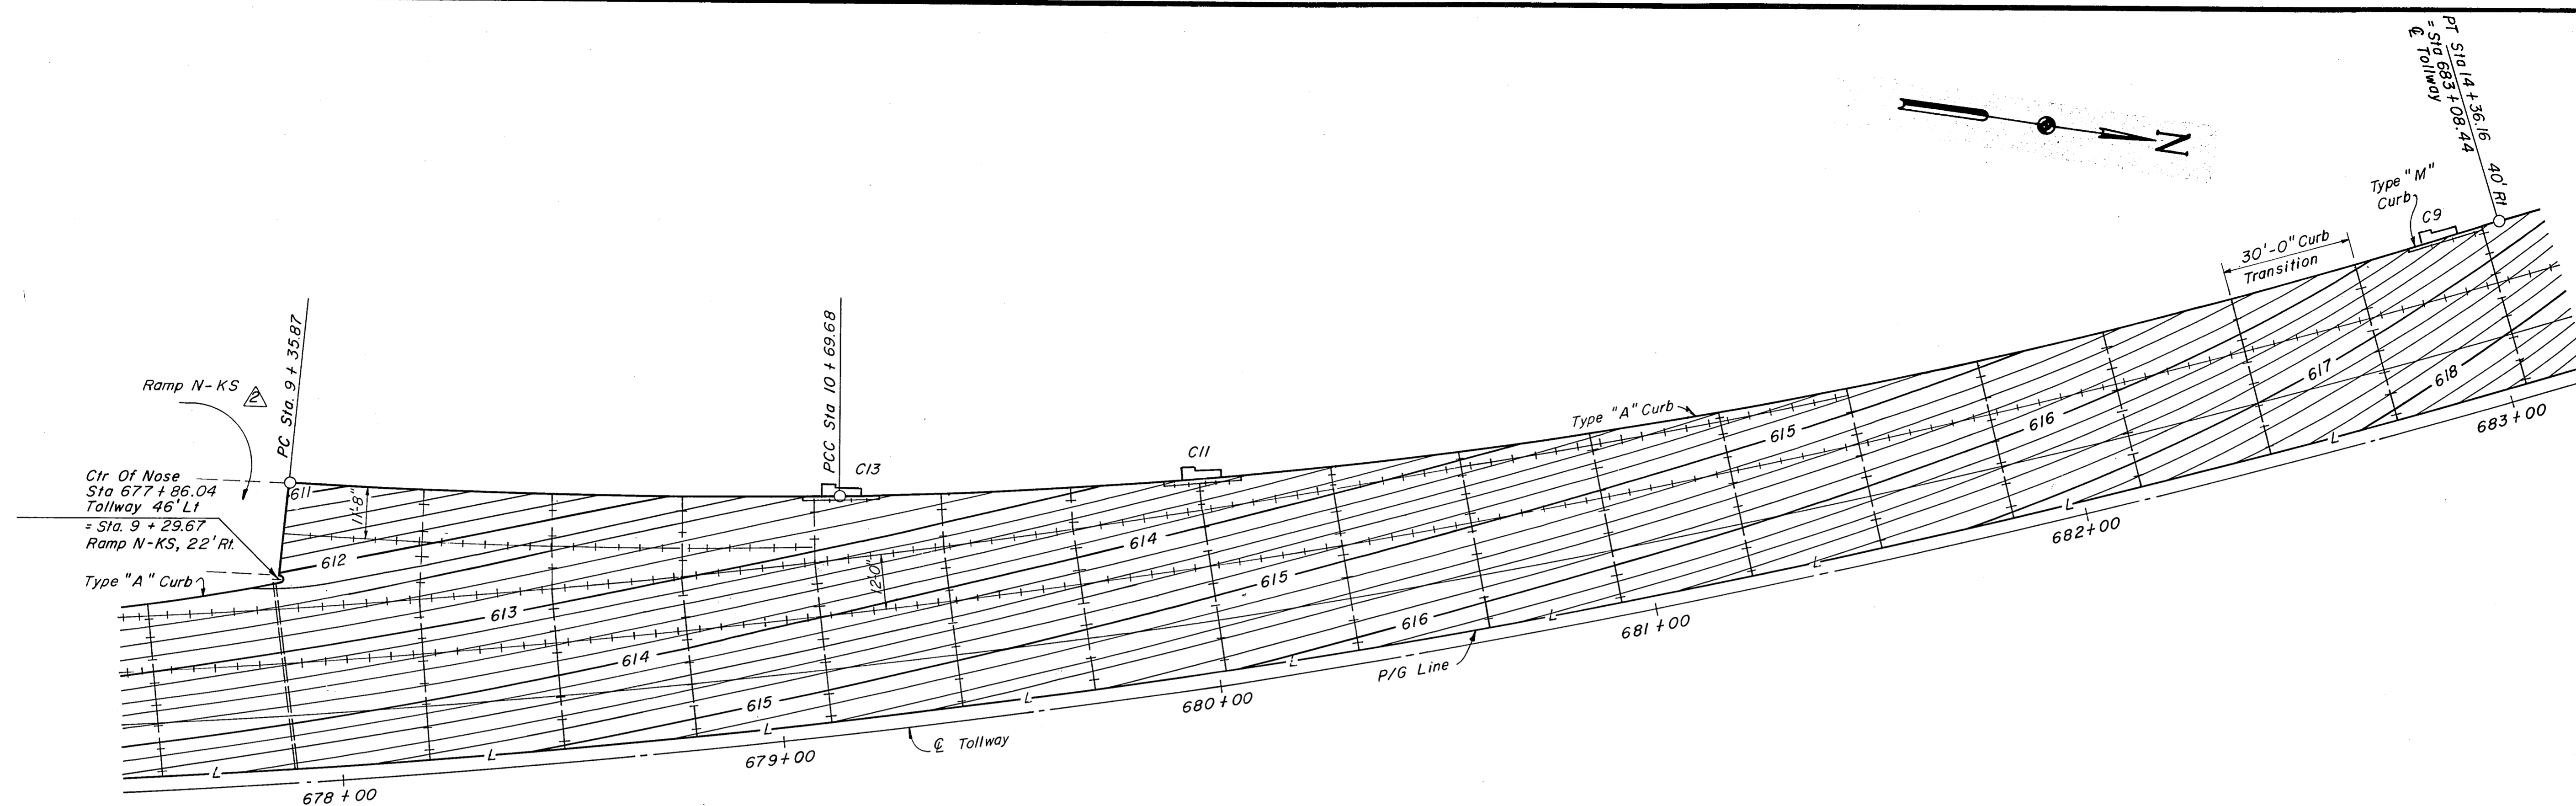 PT Sta 14 + 36.16
= Sta 683 + 08.44
℄ Tollway
40' Rt
N
Type "M"
Curb
C9
30'-0" Curb
Transition
PC Sta. 9 + 35.87
PCC Sta 10 + 69.68
Ramp N-KS
2
Ctr Of Nose
Sta 677 + 86.04
Tollway 46' Lt
= Sta. 9 + 29.67
Ramp N-KS, 22' Rt.
Type "A" Curb
611
11'-8"
C13
C11
Type "A" Curb
612
613
614
615
12'-0"
614
615
616
615
616
617
618
L
L
L
L
L
L
L
L
L
P/G Line
℄ Tollway
678 + 00
679 + 00
680 + 00
681 + 00
682 + 00
683 + 00